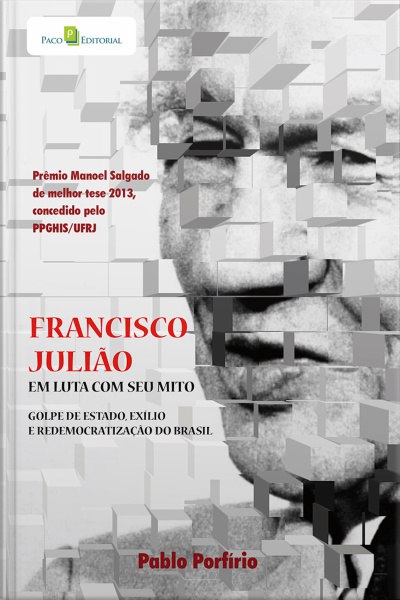 PACO EDITORIAL
Prêmio Manoel Salgado
de melhor tese 2013,
concedido pelo
PPGHIS/UFRJ
FRANCISCO
JULIÃO
EM LUTA COM SEU MITO
GOLPE DE ESTADO, EXÍLIO
E REDEMOCRATIZAÇÃO DO BRASIL
Pablo Porfírio